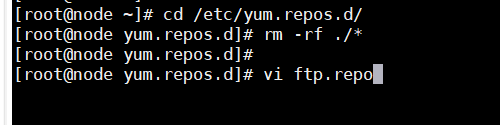 [root@node ~]# cd /etc/yum.repos.d/
[root@node yum.repos.d]# rm -rf ./*
[root@node yum.repos.d]#
[root@node yum.repos.d]# vi ftp.repo